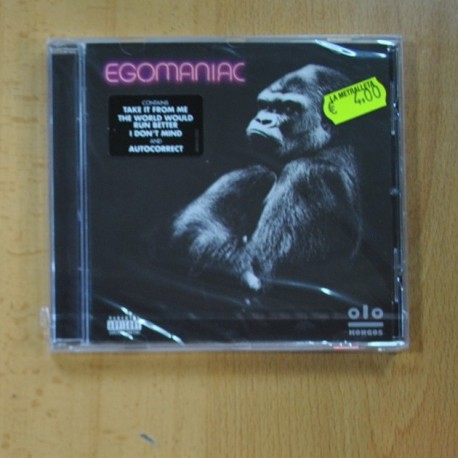 EGOMANIAC
CONTAINS
TAKE IT FROM ME
THE WORLD WOULD
RUN BETTER
I DON'T MIND
AND
AUTOCORRECT
LA METRALLETA
€ 4,00
PARENTAL
ADVISORY
EXPLICIT CONTENT
KONGOS